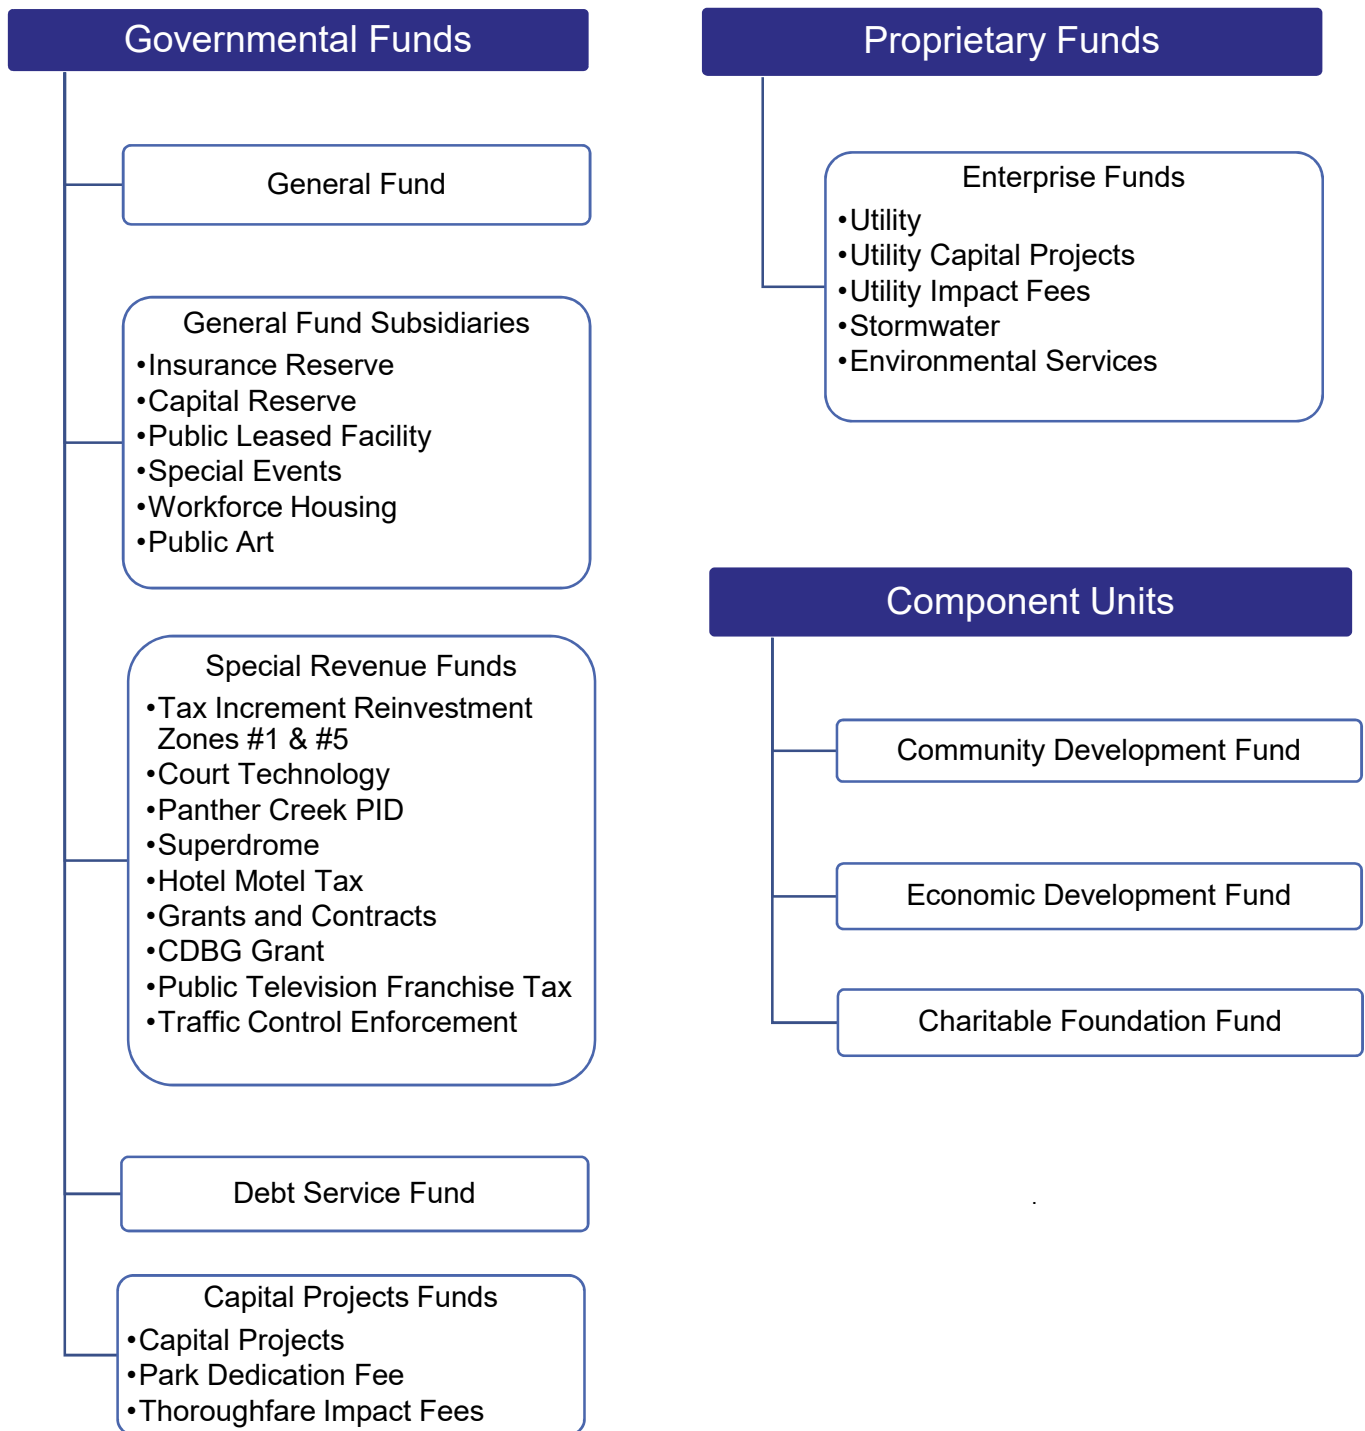 Governmental Funds
General Fund
General Fund Subsidiaries
•Insurance Reserve
•Capital Reserve
•Public Leased Facility
•Special Events
•Workforce Housing
•Public Art
Special Revenue Funds
•Tax Increment Reinvestment
Zones #1 & #5
•Court Technology
•Panther Creek PID
•Superdrome
•Hotel Motel Tax
•Grants and Contracts
•CDBG Grant
•Public Television Franchise Tax
•Traffic Control Enforcement
Debt Service Fund
Capital Projects Funds
•Capital Projects
•Park Dedication Fee
•Thoroughfare Impact Fees
Proprietary Funds
Enterprise Funds
•Utility
•Utility Capital Projects
•Utility Impact Fees
•Stormwater
•Environmental Services
Component Units
Community Development Fund
Economic Development Fund
Charitable Foundation Fund
.